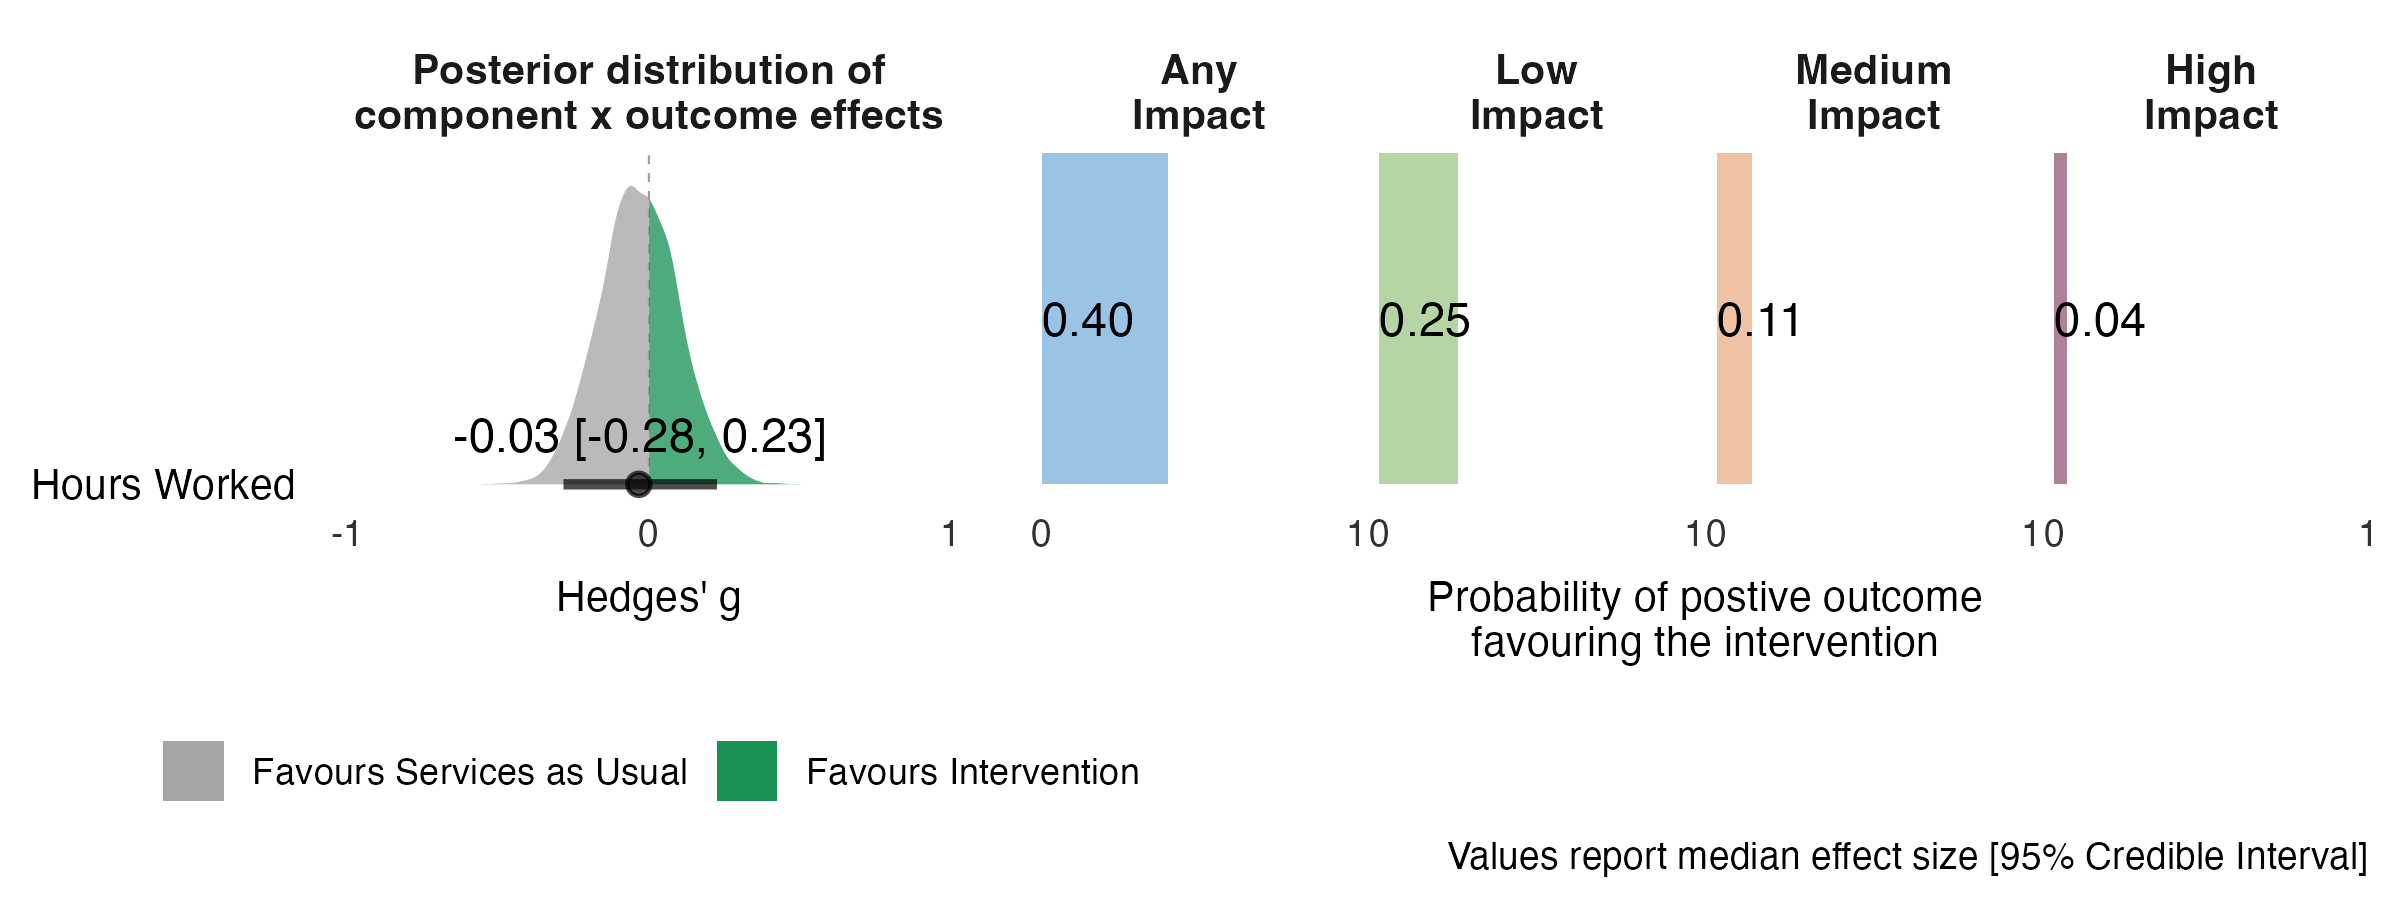 Posterior distribution of
component x outcome effects
Any
Impact
Low
Impact
Medium
Impact
High
Impact
0.40
0.25
0.11
0.04
-0.03 [-0.28, 0.23]
Hours Worked
-1 0 1 0 10 10 10 1
Hedges' g
Probability of postive outcome
favouring the intervention
Favours Services as Usual
Favours Intervention
Values report median effect size [95% Credible Interval]